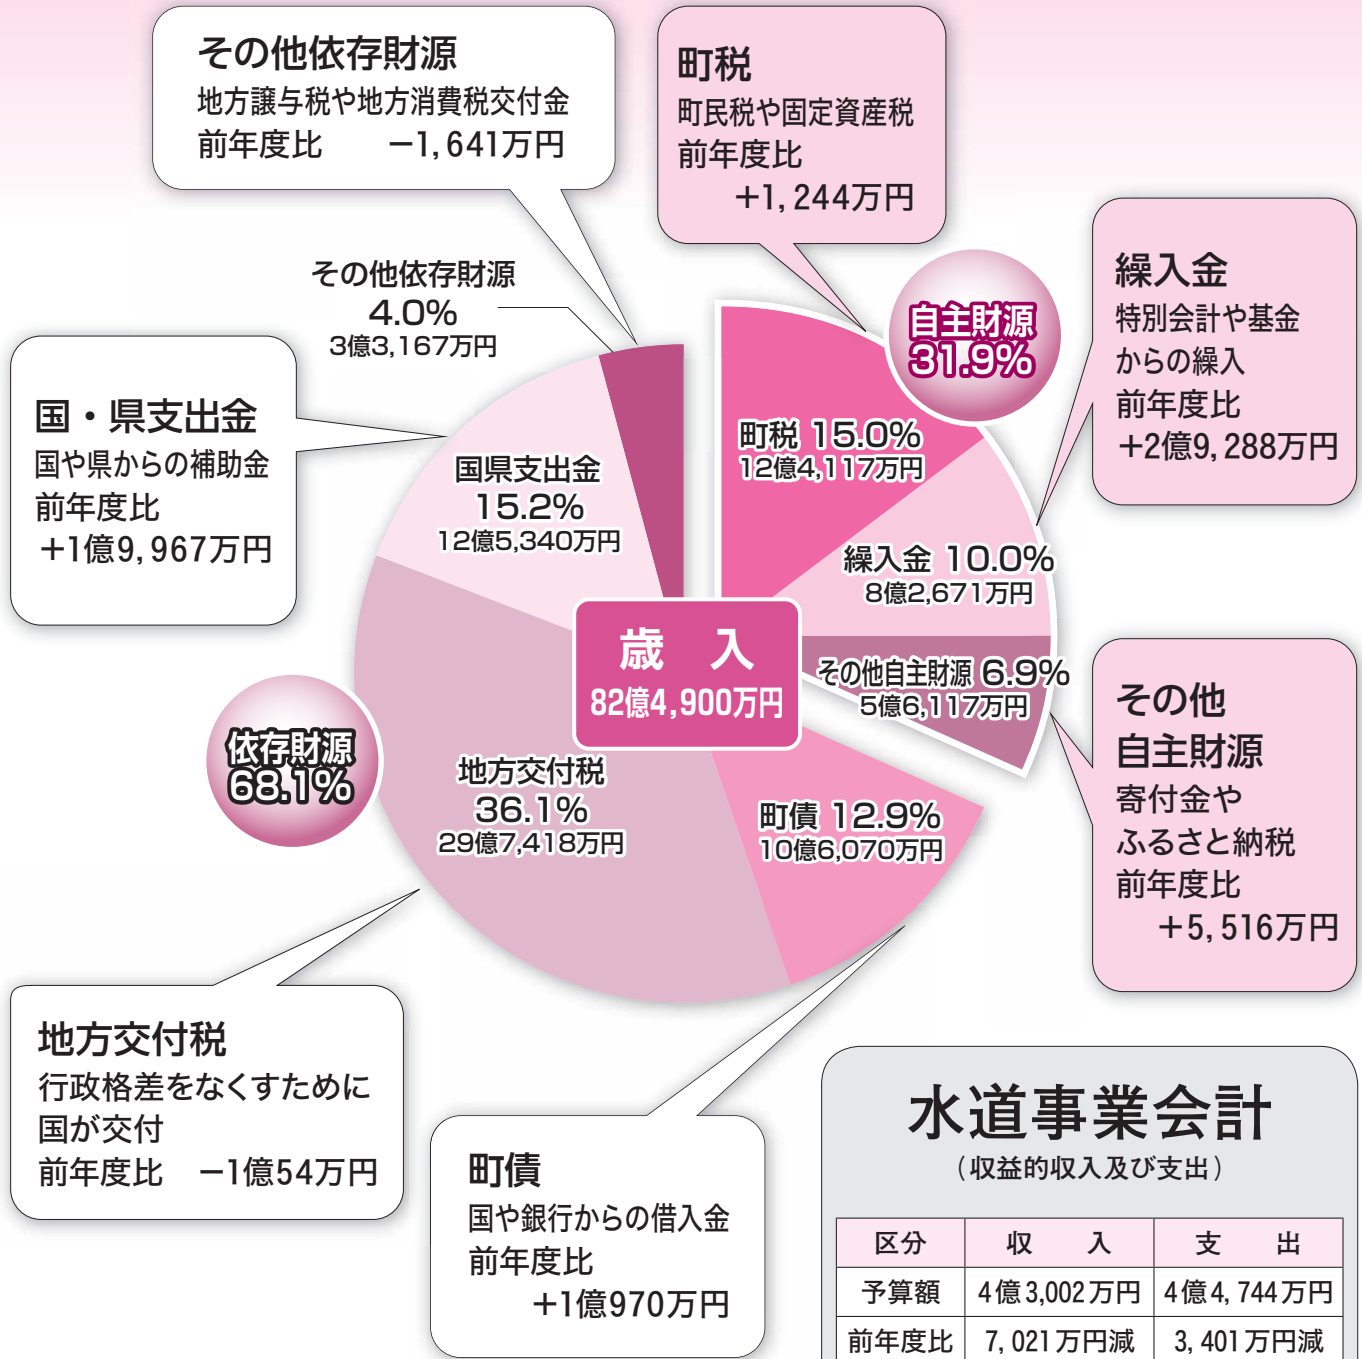 その他依存財源
地方譲与税や地方消費税交付金
前年度比 −1,641万円
町税
町民税や固定資産税
前年度比
+1,244万円
繰入金
特別会計や基金
からの繰入
前年度比
+2億9,288万円
その他依存財源
4.0%
3億3,167万円
自主財源
31.9%
国・県支出金
国や県からの補助金
前年度比
+1億9,967万円
町税 15.0%
12億4,117万円
国県支出金
15.2%
12億5,340万円
繰入金 10.0%
8億2,671万円
歳 入
82億4,900万円
その他自主財源 6.9%
5億6,117万円
その他
自主財源
寄付金や
ふるさと納税
前年度比
+5,516万円
依存財源
68.1%
地方交付税
36.1%
29億7,418万円
町債 12.9%
10億6,070万円
地方交付税
行政格差をなくすために
国が交付
前年度比 −1億54万円
町債
国や銀行からの借入金
前年度比
+1億970万円
水道事業会計
(収益的収入及び支出)
区分 収 入 支 出
予算額 4億3,002万円 4億4,744万円
前年度比 7,021万円減 3,401万円減